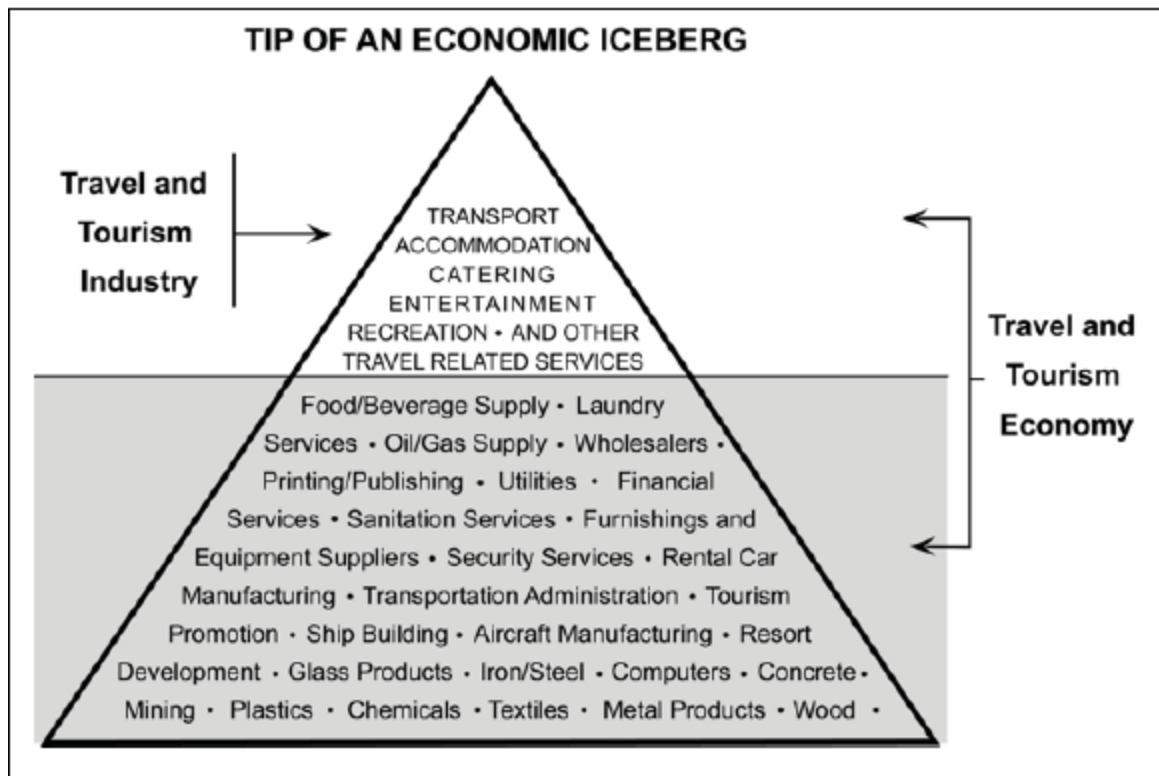 TIP OF AN ECONOMIC ICEBERG
Travel and
Tourism
Industry
TRANSPORT
ACCOMMODATION
CATERING
ENTERTAINMENT
RECREATION • AND OTHER
TRAVEL RELATED SERVICES
Food/Beverage Supply • Laundry
Services • Oil/Gas Supply • Wholesalers •
Printing/Publishing • Utilities • Financial
Services • Sanitation Services • Furnishings and
Equipment Suppliers • Security Services • Rental Car
Manufacturing • Transportation Administration • Tourism
Promotion • Ship Building • Aircraft Manufacturing • Resort
Development • Glass Products • Iron/Steel • Computers • Concrete •
Mining • Plastics • Chemicals • Textiles • Metal Products • Wood •
Travel and
Tourism
Economy